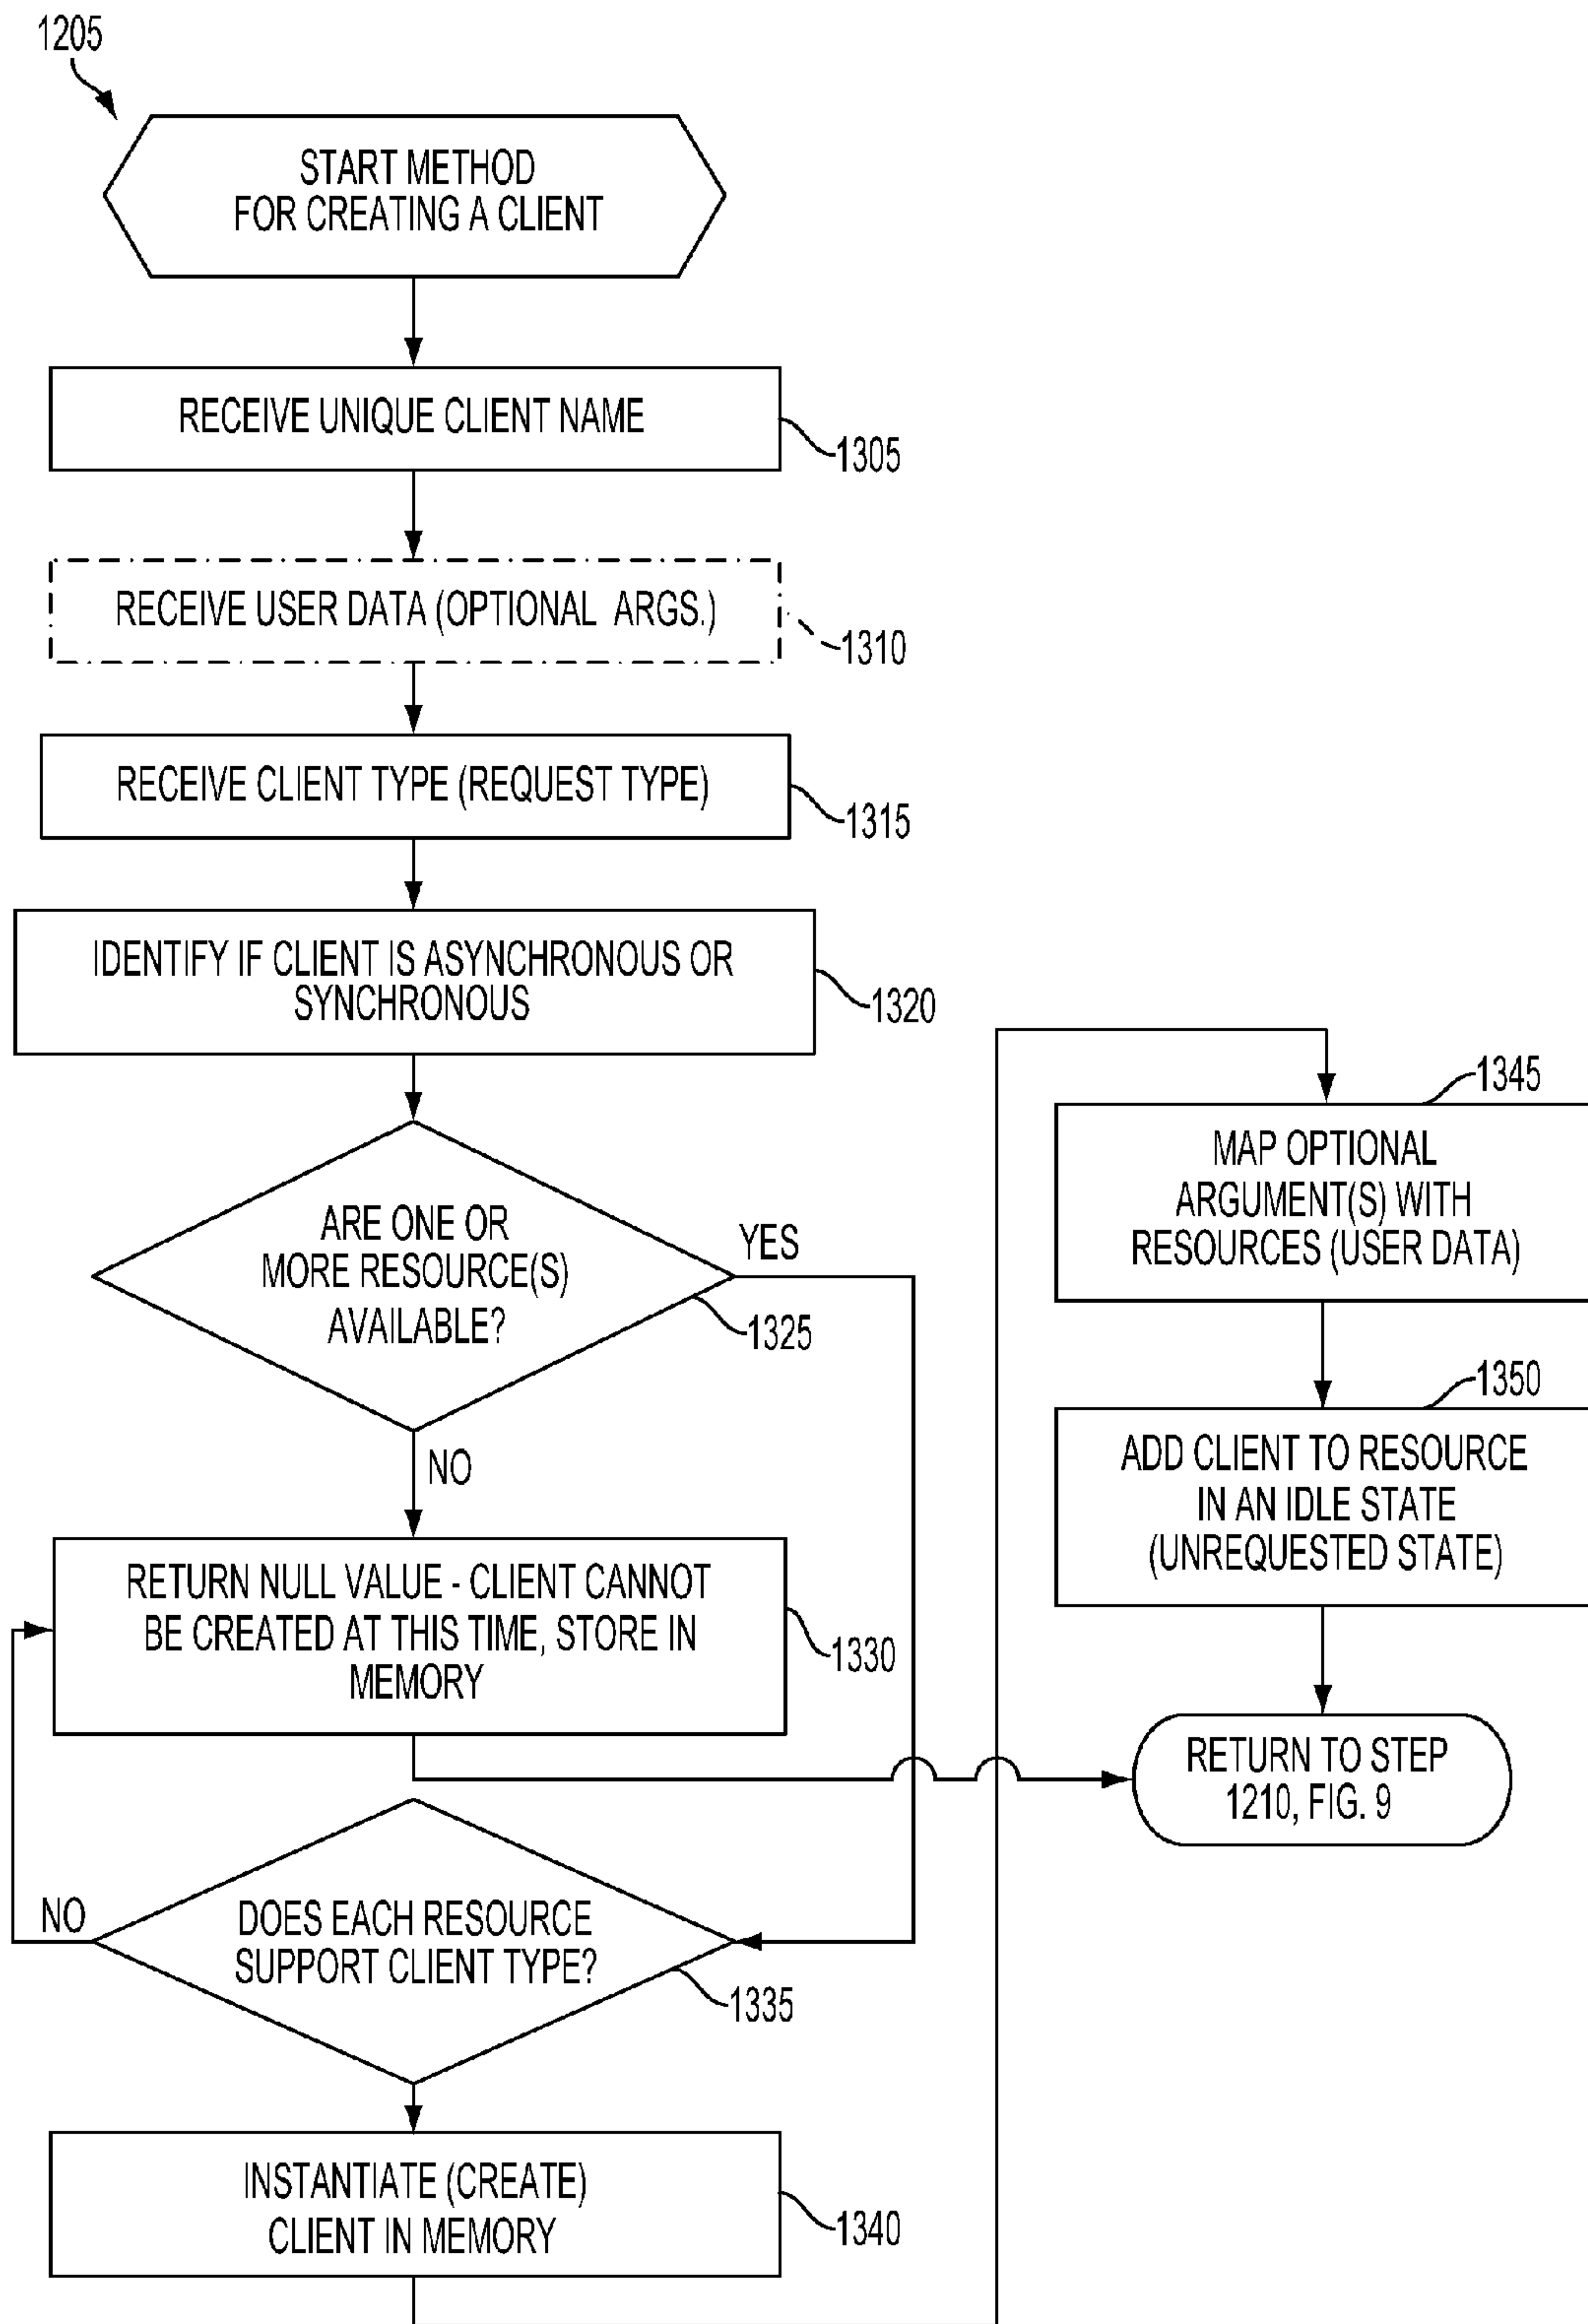 1205
START METHOD
FOR CREATING A CLIENT
RECEIVE UNIQUE CLIENT NAME
1305
RECEIVE USER DATA (OPTIONAL ARGS.)
1310
RECEIVE CLIENT TYPE (REQUEST TYPE)
1315
IDENTIFY IF CLIENT IS ASYNCHRONOUS OR
SYNCHRONOUS
1320
ARE ONE OR
MORE RESOURCE(S)
AVAILABLE?
YES
1325
NO
RETURN NULL VALUE - CLIENT CANNOT
BE CREATED AT THIS TIME, STORE IN
MEMORY
1330
NO
DOES EACH RESOURCE
SUPPORT CLIENT TYPE?
1335
INSTANTIATE (CREATE)
CLIENT IN MEMORY
1340
1345
MAP OPTIONAL
ARGUMENT(S) WITH
RESOURCES (USER DATA)
1350
ADD CLIENT TO RESOURCE
IN AN IDLE STATE
(UNREQUESTED STATE)
RETURN TO STEP
1210, FIG. 9